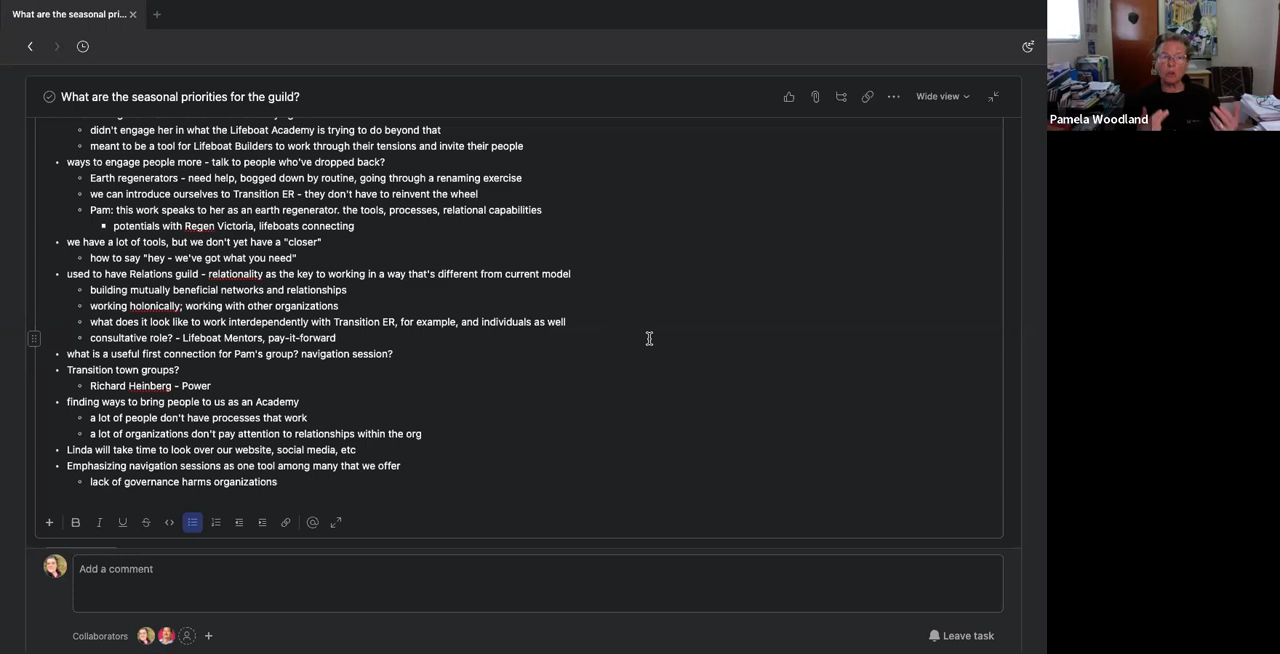 What are the seasonal pri...
What are the seasonal priorities for the guild?
Wide view
didn't engage her in what the Lifeboat Academy is trying to do beyond that
meant to be a tool for Lifeboat Builders to work through their tensions and invite their people
ways to engage people more - talk to people who've dropped back?
Earth regenerators - need help, bogged down by routine, going through a renaming exercise
we can introduce ourselves to Transition ER - they don't have to reinvent the wheel
Pam: this work speaks to her as an earth regenerator. the tools, processes, relational capabilities
potentials with Regen Victoria, lifeboats connecting
we have a lot of tools, but we don't yet have a "closer"
how to say "hey - we've got what you need"
used to have Relations guild - relationality as the key to working in a way that's different from current model
building mutually beneficial networks and relationships
working holonically; working with other organizations
what does it look like to work interdependently with Transition ER, for example, and individuals as well
consultative role? - Lifeboat Mentors, pay-it-forward
what is a useful first connection for Pam's group? navigation session?
Transition town groups?
Richard Heinberg - Power
finding ways to bring people to us as an Academy
a lot of people don't have processes that work
a lot of organizations don't pay attention to relationships within the org
Linda will take time to look over our website, social media, etc
Emphasizing navigation sessions as one tool among many that we offer
lack of governance harms organizations
Add a comment
Collaborators
Leave task
Pamela Woodland